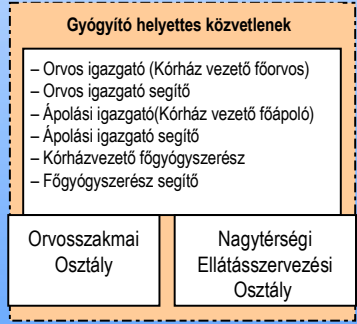 Gyógyító helyettes közvetlenek
– Orvos igazgató (Kórház vezető főorvos)
– Orvos igazgató segítő
– Ápolási igazgató(Kórház vezető főápoló)
– Ápolási igazgató segítő
– Kórházvezető főgyógyszerész
– Főgyógyszerész segítő
Orvosszakmai
Osztály
Nagytérségi
Ellátásszervezési
Osztály